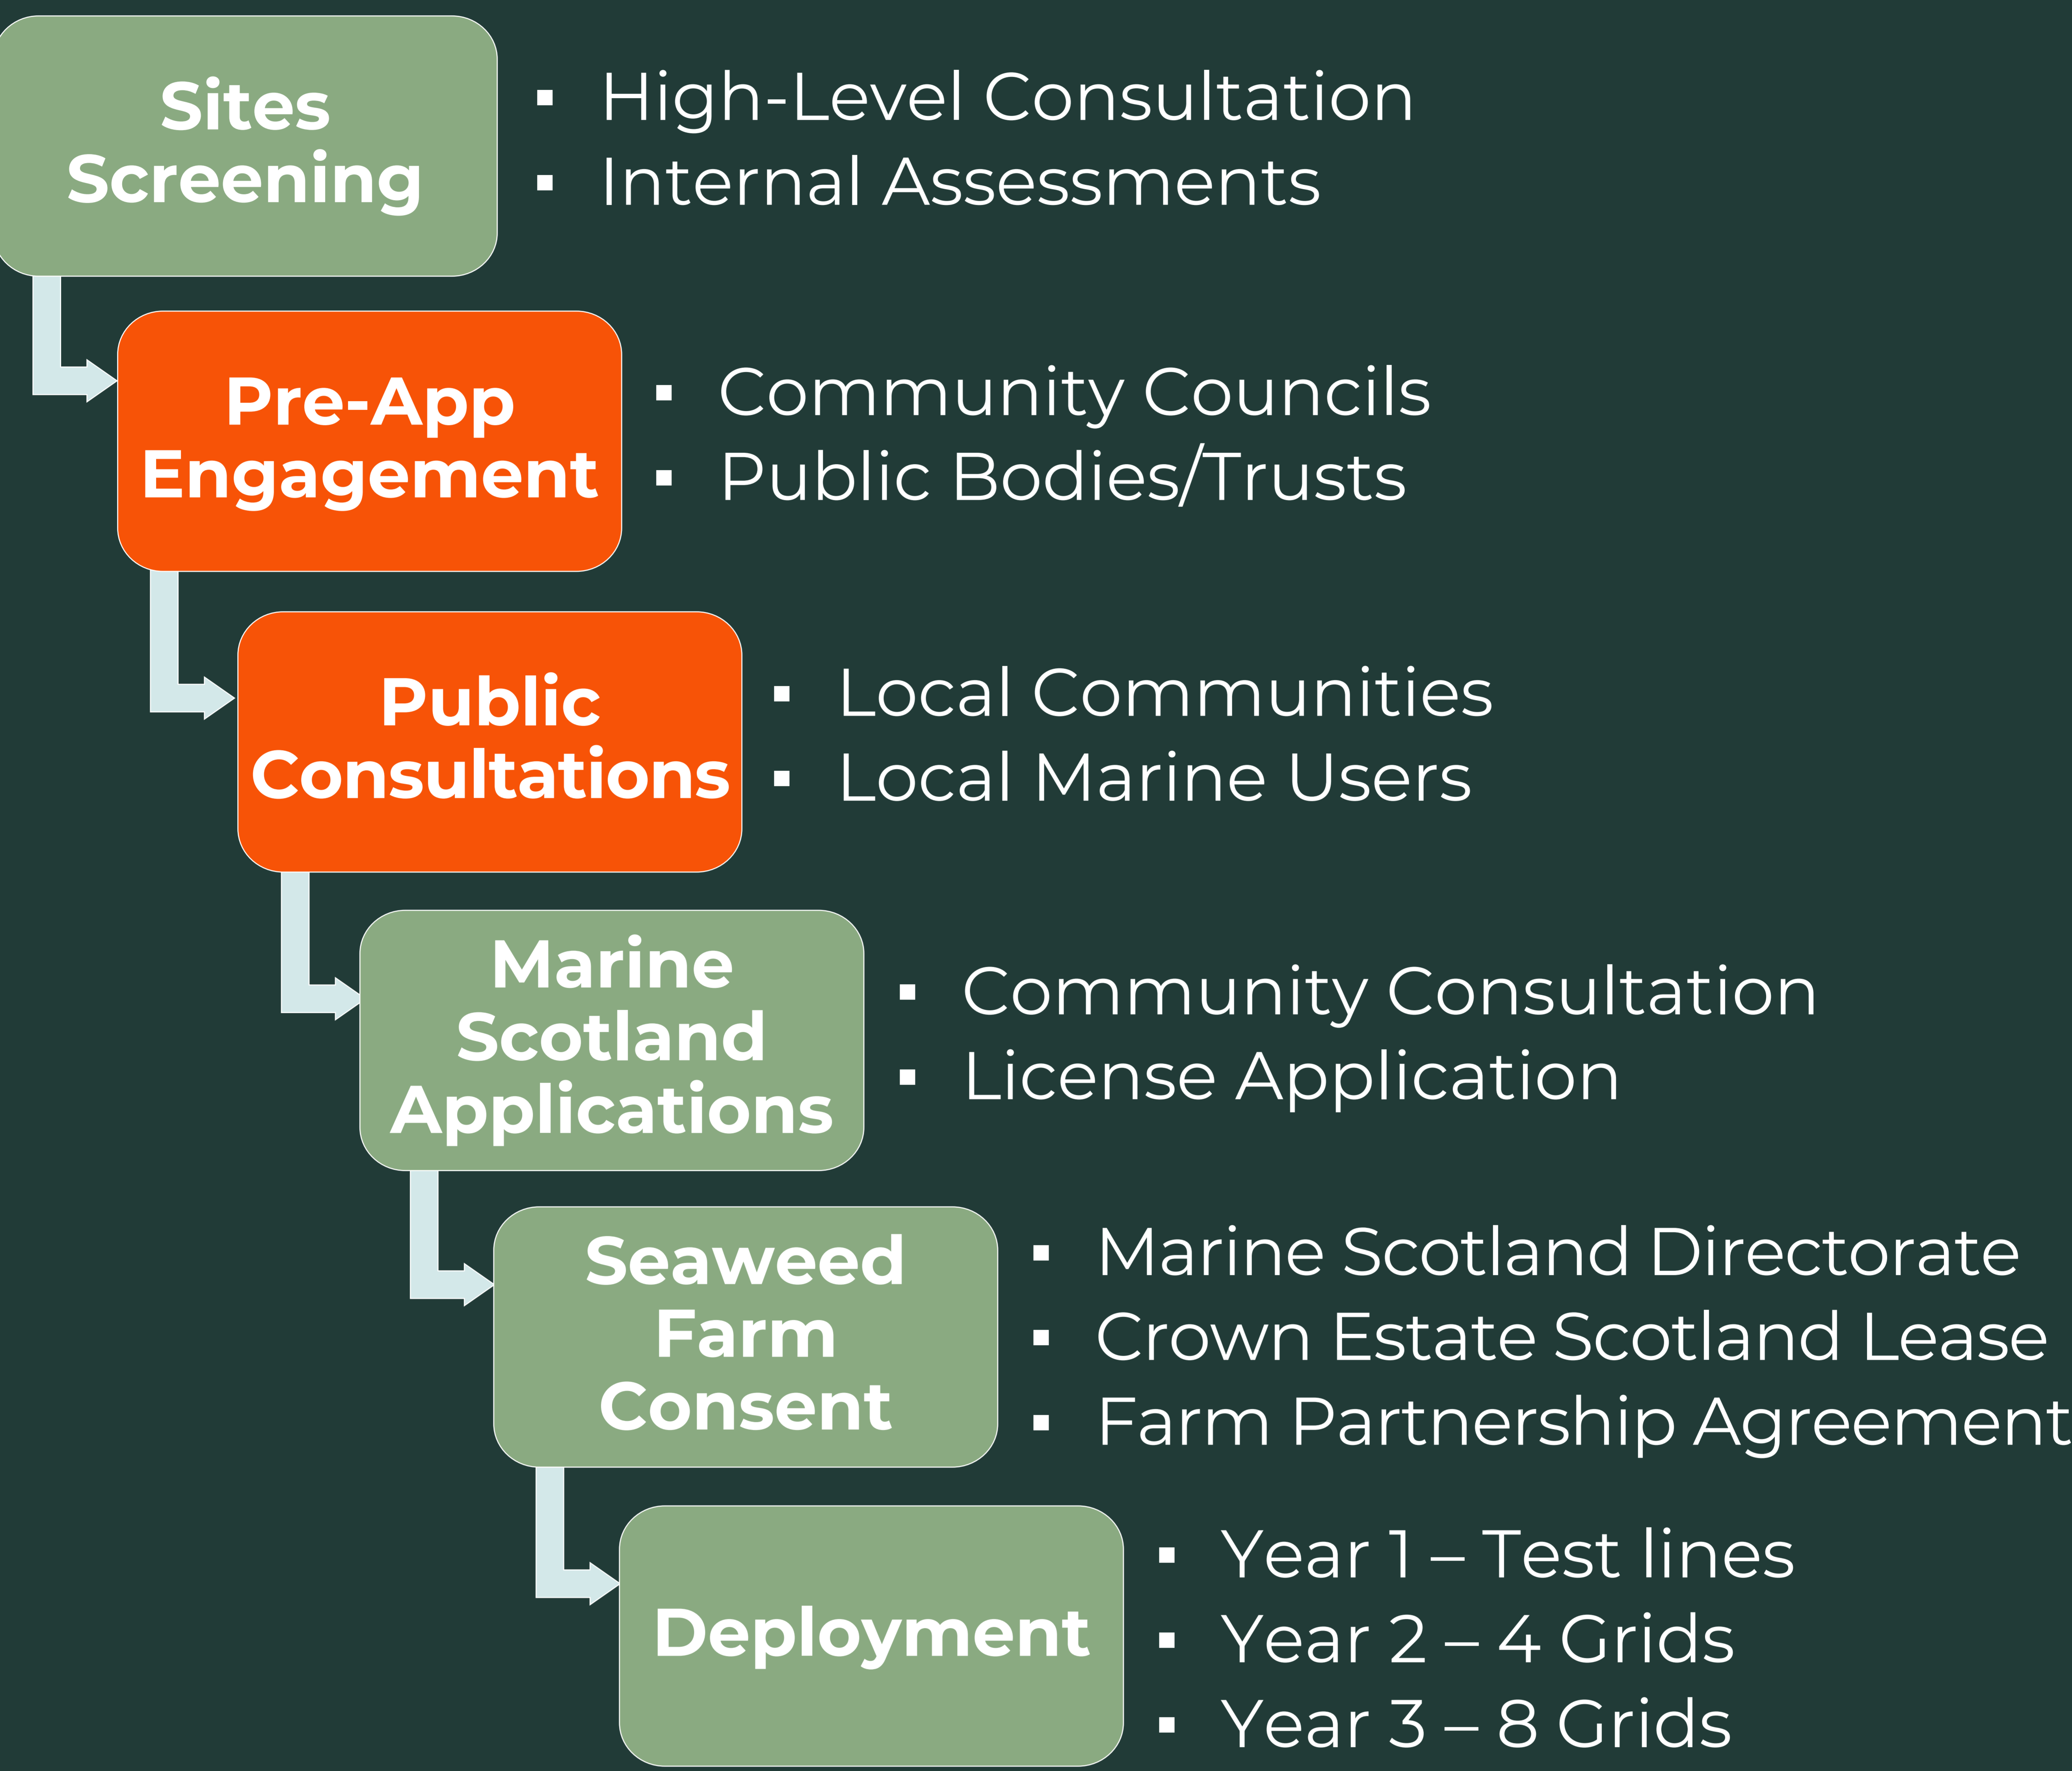 Sites
Screening
▪ High-Level Consultation
▪ Internal Assessments
Pre-App
Engagement
▪ Community Councils
▪ Public Bodies/Trusts
Public
Consultations
▪ Local Communities
▪ Local Marine Users
Marine
Scotland
Applications
▪ Community Consultation
▪ License Application
Seaweed
Farm
Consent
▪ Marine Scotland Directorate
▪ Crown Estate Scotland Lease
▪ Farm Partnership Agreement
Deployment
▪ Year 1 – Test lines
▪ Year 2 – 4 Grids
▪ Year 3 – 8 Grids